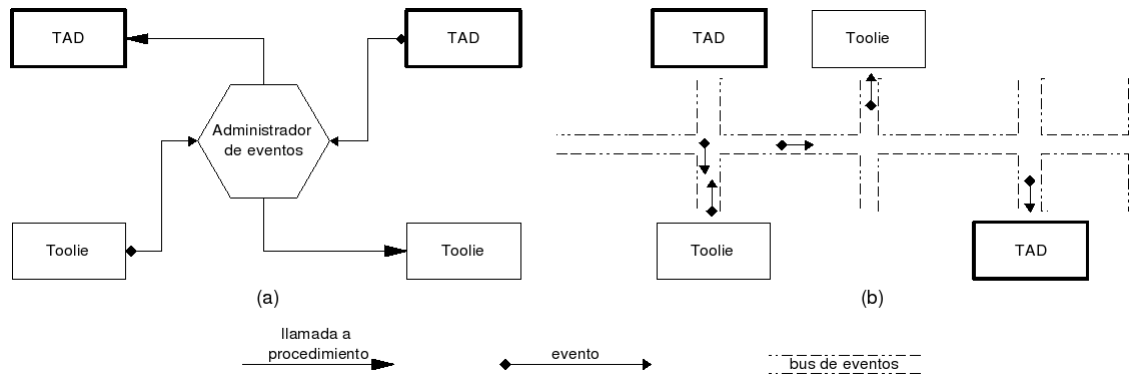 TAD
TAD
TAD
Toolie
Administrador
de eventos
Toolie
Toolie
Toolie
TAD
(a)
(b)
llamada a
procedimiento
evento
bus de eventos